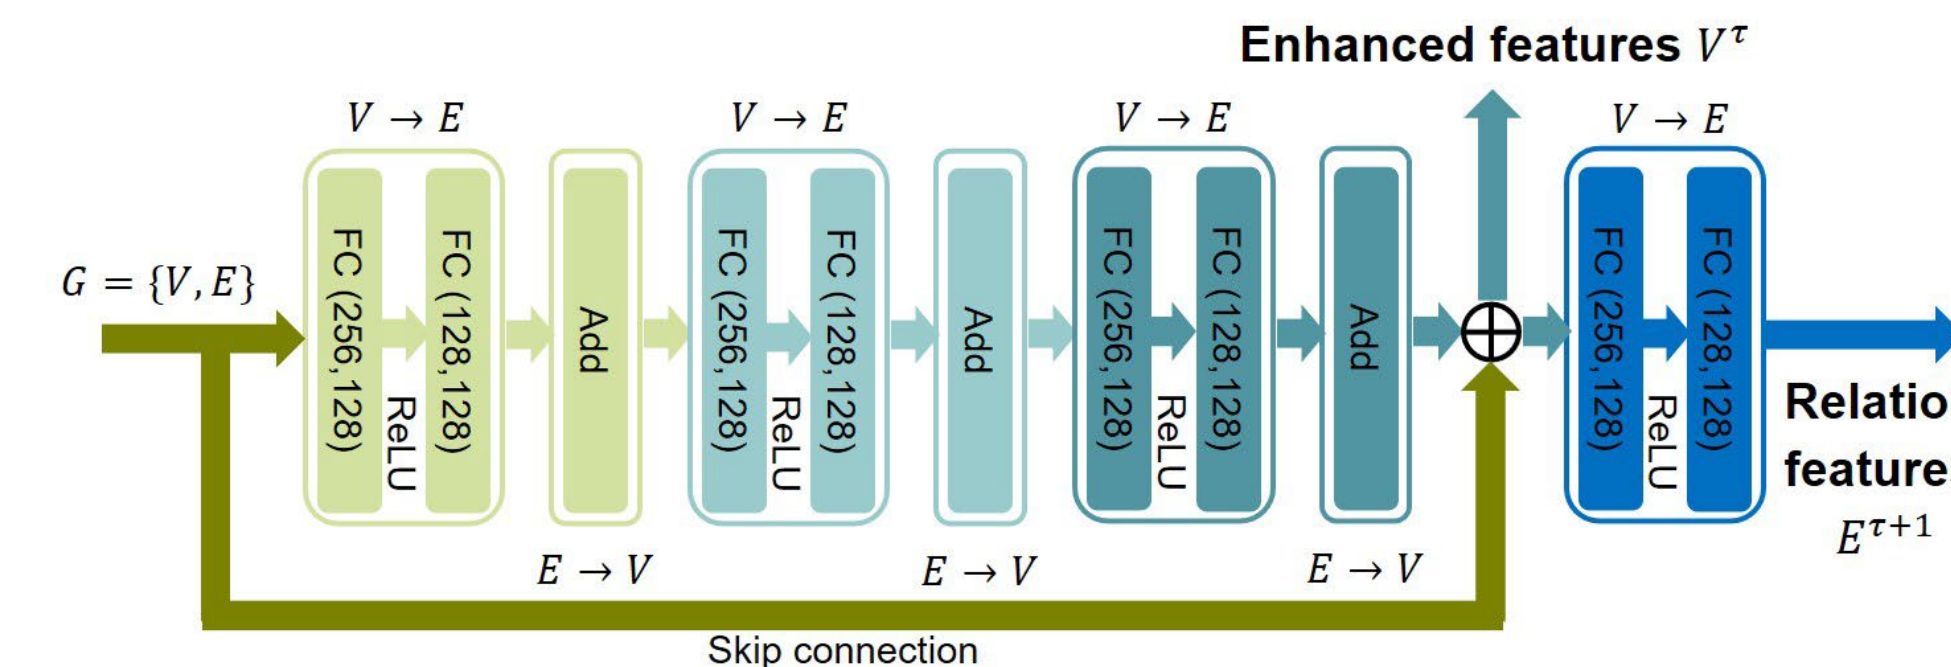 Enhanced features V^τ
V → E
V → E
V → E
V → E
G = {V, E}
FC (256,128)
ReLU
FC (128,128)
Add
FC (256,128)
ReLU
FC (128,128)
Add
FC (256,128)
ReLU
FC (128,128)
Add
FC (256,128)
ReLU
FC (128,128)
Relatio
feature
E^{τ+1}
E → V
E → V
E → V
Skip connection